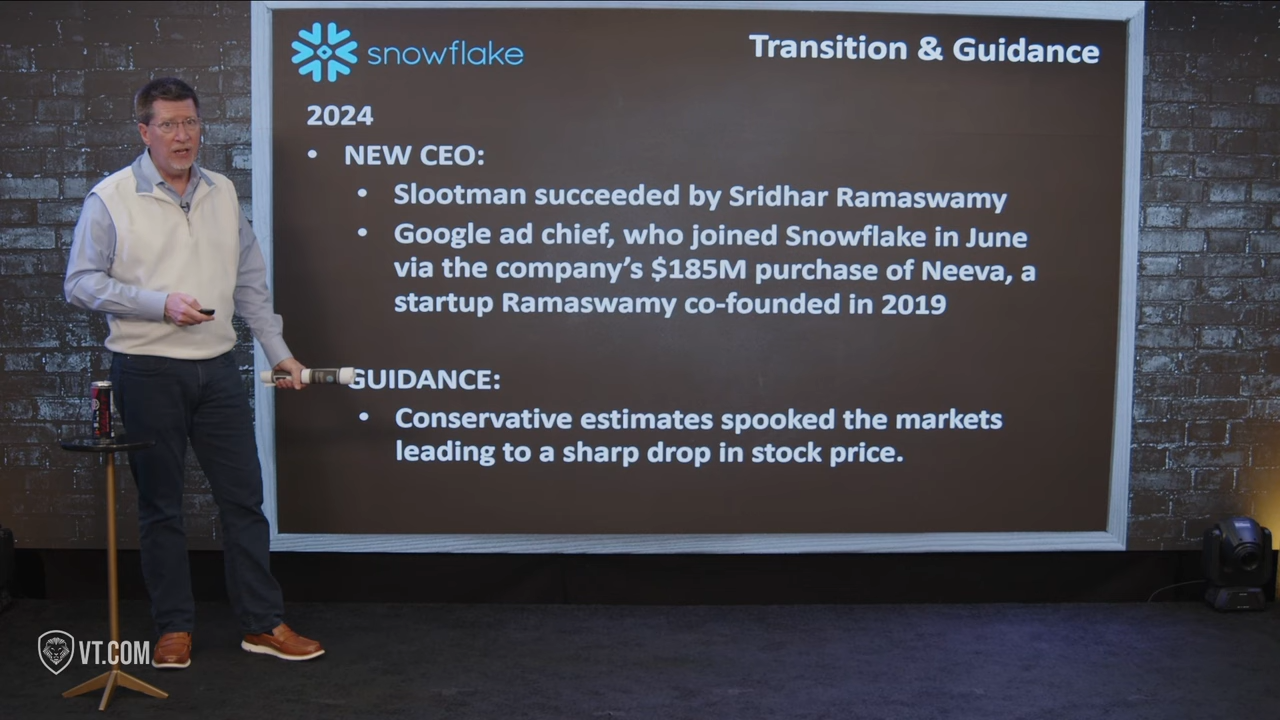 snowflake
Transition & Guidance
2024
• NEW CEO:
• Slootman succeeded by Sridhar Ramaswamy
• Google ad chief, who joined Snowflake in June
via the company's $185M purchase of Neeva, a
startup Ramaswamy co-founded in 2019
GUIDANCE:
• Conservative estimates spooked the markets
leading to a sharp drop in stock price.
VT.COM